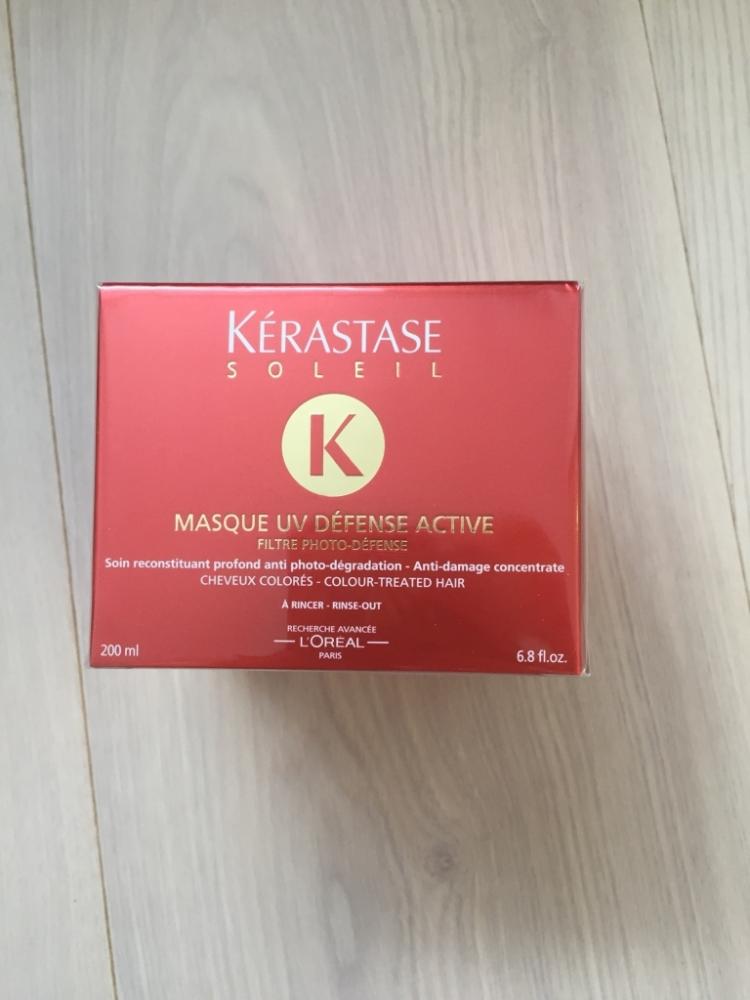 KÉRASTASE
SOLEIL
K
MASQUE UV DÉFENSE ACTIVE
FILTRE PHOTO-DÉFENSE
Soin reconstituant profond anti photo-dégradation - Anti-damage concentrate
CHEVEUX COLORÉS - COLOUR-TREATED HAIR
À RINCER - RINSE-OUT
RECHERCHE AVANCÉE
L'ORÉAL
PARIS
200 ml 6.8 fl.oz.